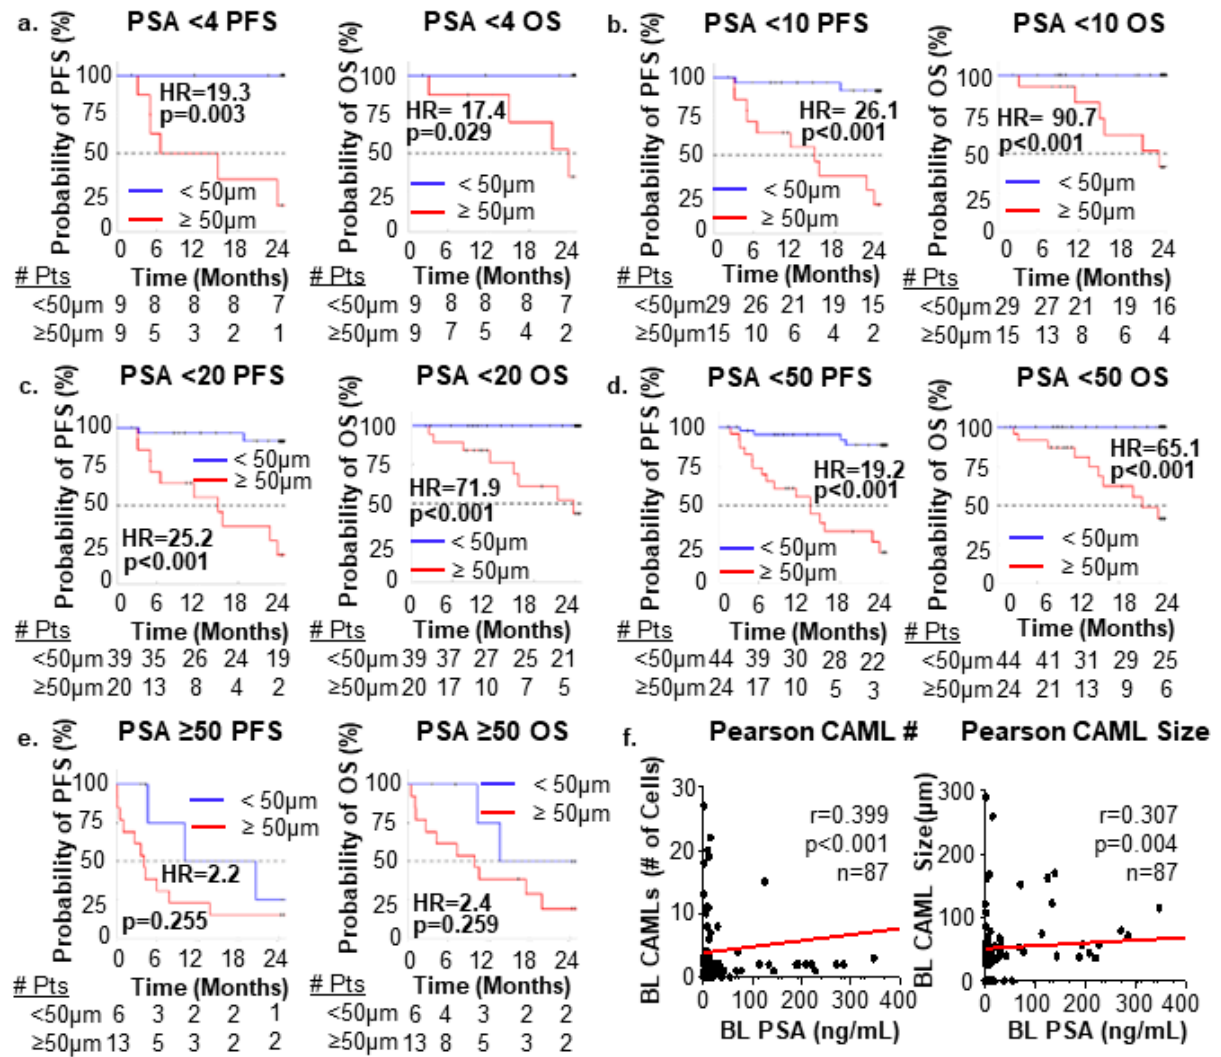 a. PSA <4 PFS PSA <4 OS b. PSA <10 PFS PSA <10 OS
Probability of PFS (%)
100
75
50
25
0
HR=19.3
p=0.003
< 50µm
≥ 50µm
0 6 12 18 24
Time (Months)
Probability of OS (%)
100
75
50
25
0
HR= 17.4
p=0.029
< 50µm
≥ 50µm
0 6 12 18 24
Time (Months)
# Pts
<50µm 9 8 8 8 7
≥50µm 9 5 3 2 1
# Pts
<50µm 9 8 8 8 7
≥50µm 9 7 5 4 2
Probability of PFS (%)
100
75
50
25
0
HR= 26.1
p<0.001
< 50µm
≥ 50µm
0 6 12 18 24
Time (Months)
Probability of OS (%)
100
75
50
25
0
HR= 90.7
p<0.001
< 50µm
≥ 50µm
0 6 12 18 24
Time (Months)
# Pts
<50µm 29 26 21 19 15
≥50µm 15 10 6 4 2
# Pts
<50µm 29 27 21 19 16
≥50µm 15 13 8 6 4
c. PSA <20 PFS PSA <20 OS d. PSA <50 PFS PSA <50 OS
Probability of PFS (%)
100
75
50
25
0
< 50µm
≥ 50µm
HR=25.2
p<0.001
0 6 12 18 24
Time (Months)
Probability of OS (%)
100
75
50
25
0
HR=71.9
p<0.001
< 50µm
≥ 50µm
0 6 12 18 24
Time (Months)
# Pts
<50µm 39 35 26 24 19
≥50µm 20 13 8 4 2
# Pts
<50µm 39 37 27 25 21
≥50µm 20 17 10 7 5
Probability of PFS (%)
100
75
50
25
0
HR=19.2
p<0.001
< 50µm
≥ 50µm
0 6 12 18 24
Time (Months)
Probability of OS (%)
100
75
50
25
0
HR=65.1
p<0.001
< 50µm
≥ 50µm
0 6 12 18 24
Time (Months)
# Pts
<50µm 44 39 30 28 22
≥50µm 24 17 10 5 3
# Pts
<50µm 44 41 31 29 25
≥50µm 24 21 13 9 6
e. PSA ≥50 PFS PSA ≥50 OS f. Pearson CAML # Pearson CAML Size
Probability of PFS (%)
100
75
50
25
0
< 50µm
≥ 50µm
HR=2.2
p=0.255
0 6 12 18 24
Time (Months)
Probability of OS (%)
100
75
50
25
0
< 50µm
≥ 50µm
HR=2.4
p=0.259
0 6 12 18 24
Time (Months)
# Pts
<50µm 6 3 2 2 1
≥50µm 13 5 3 2 2
# Pts
<50µm 6 4 3 2 2
≥50µm 13 8 5 3 2
BL CAMLs (# of Cells)
30
20
10
0
r=0.399
p<0.001
n=87
0 100 200 300 400
BL PSA (ng/mL)
BL CAML Size(µm)
300
200
100
0
r=0.307
p=0.004
n=87
0 100 200 300 400
BL PSA (ng/mL)